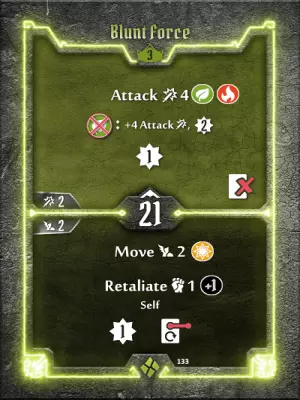 Blunt Force
3
Attack 4
: +4 Attack , 2
1
2
21
2
Move 2
Retaliate 1 +1
Self
1
133